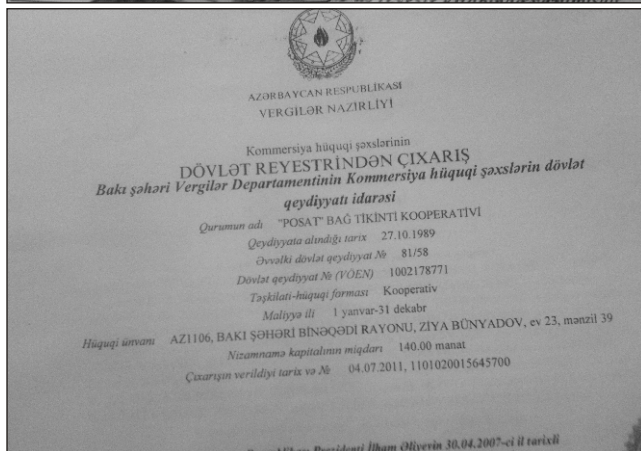 AZƏRBAYCAN RESPUBLİKASI
VERGİLƏR NAZİRLİYİ
Kommersiya hüquqi şəxslərinin
DÖVLƏT REYESTRİNDƏN ÇIXARIŞ
Bakı şəhəri Vergilər Departamentinin Kommersiya hüquqi şəxslərin dövlət
qeydiyyatı idarəsi
Qurumun adı "POSAT" BAĞ TİKİNTİ KOOPERATİVİ
Qeydiyyata alındığı tarix 27.10.1989
Əvvəlki dövlət qeydiyyat № 81/58
Dövlət qeydiyyat № (VÖEN) 1002178771
Təşkilati-hüquqi forması Kooperativ
Maliyyə ili 1 yanvar-31 dekabr
Hüquqi ünvanı AZ1106, BAKI ŞƏHƏRİ BİNƏQƏDİ RAYONU, ZİYA BÜNYADOV, ev 23, mənzil 39
Nizamnamə kapitalının miqdarı 140.00 manat
Çıxarışın verildiyi tarix və № 04.07.2011, 1101020015645700
Prezidenti İlham Əliyevin 30.04.2007-ci il tarixli